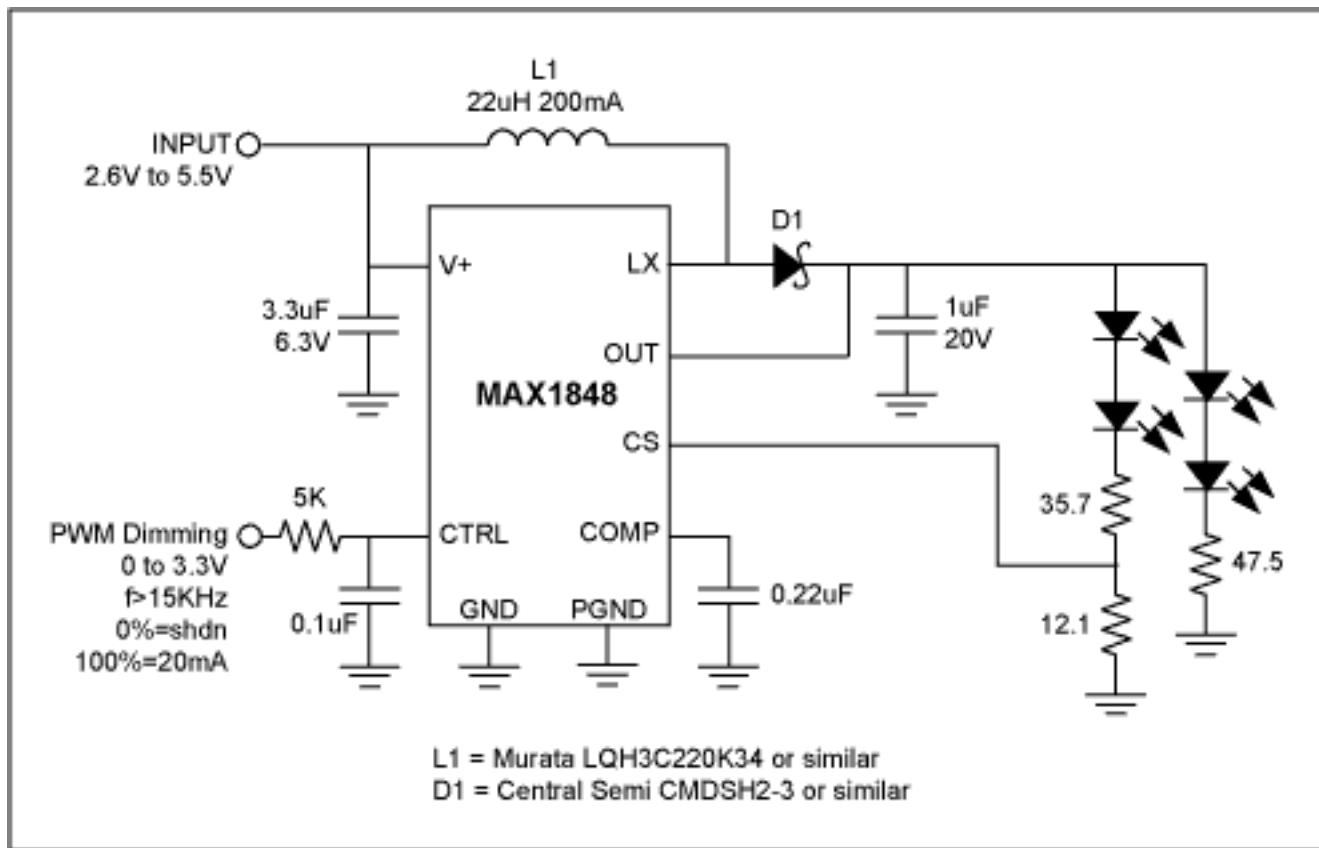 L1
22uH 200mA
INPUT
2.6V to 5.5V
D1
V+
LX
3.3uF
6.3V
1uF
20V
OUT
MAX1848
CS
35.7
5K
PWM Dimming
CTRL
COMP
0 to 3.3V
f>15KHz
0%=shdn
100%=20mA
0.1uF
GND
PGND
0.22uF
47.5
12.1
L1 = Murata LQH3C220K34 or similar
D1 = Central Semi CMDSH2-3 or similar